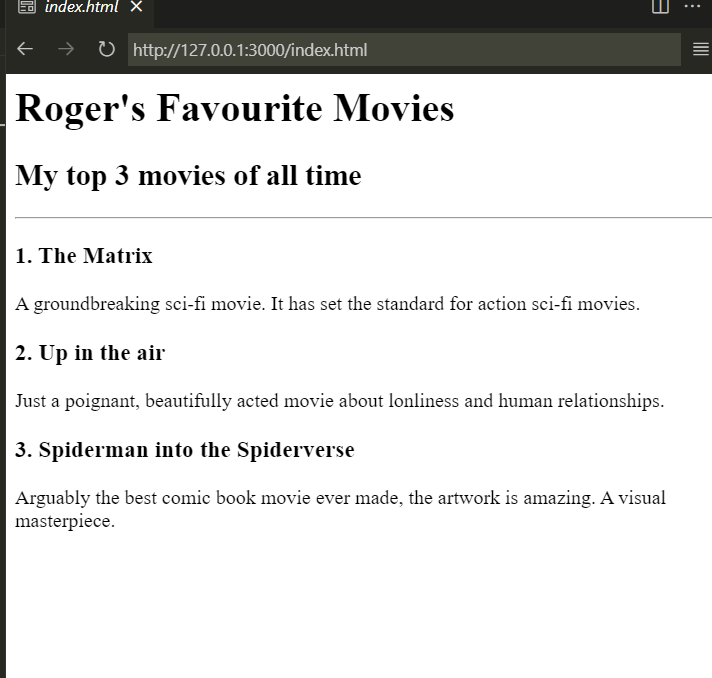 index.html
http://127.0.0.1:3000/index.html
Roger's Favourite Movies
My top 3 movies of all time
1. The Matrix
A groundbreaking sci-fi movie. It has set the standard for action sci-fi movies.
2. Up in the air
Just a poignant, beautifully acted movie about lonliness and human relationships.
3. Spiderman into the Spiderverse
Arguably the best comic book movie ever made, the artwork is amazing. A visual
masterpiece.